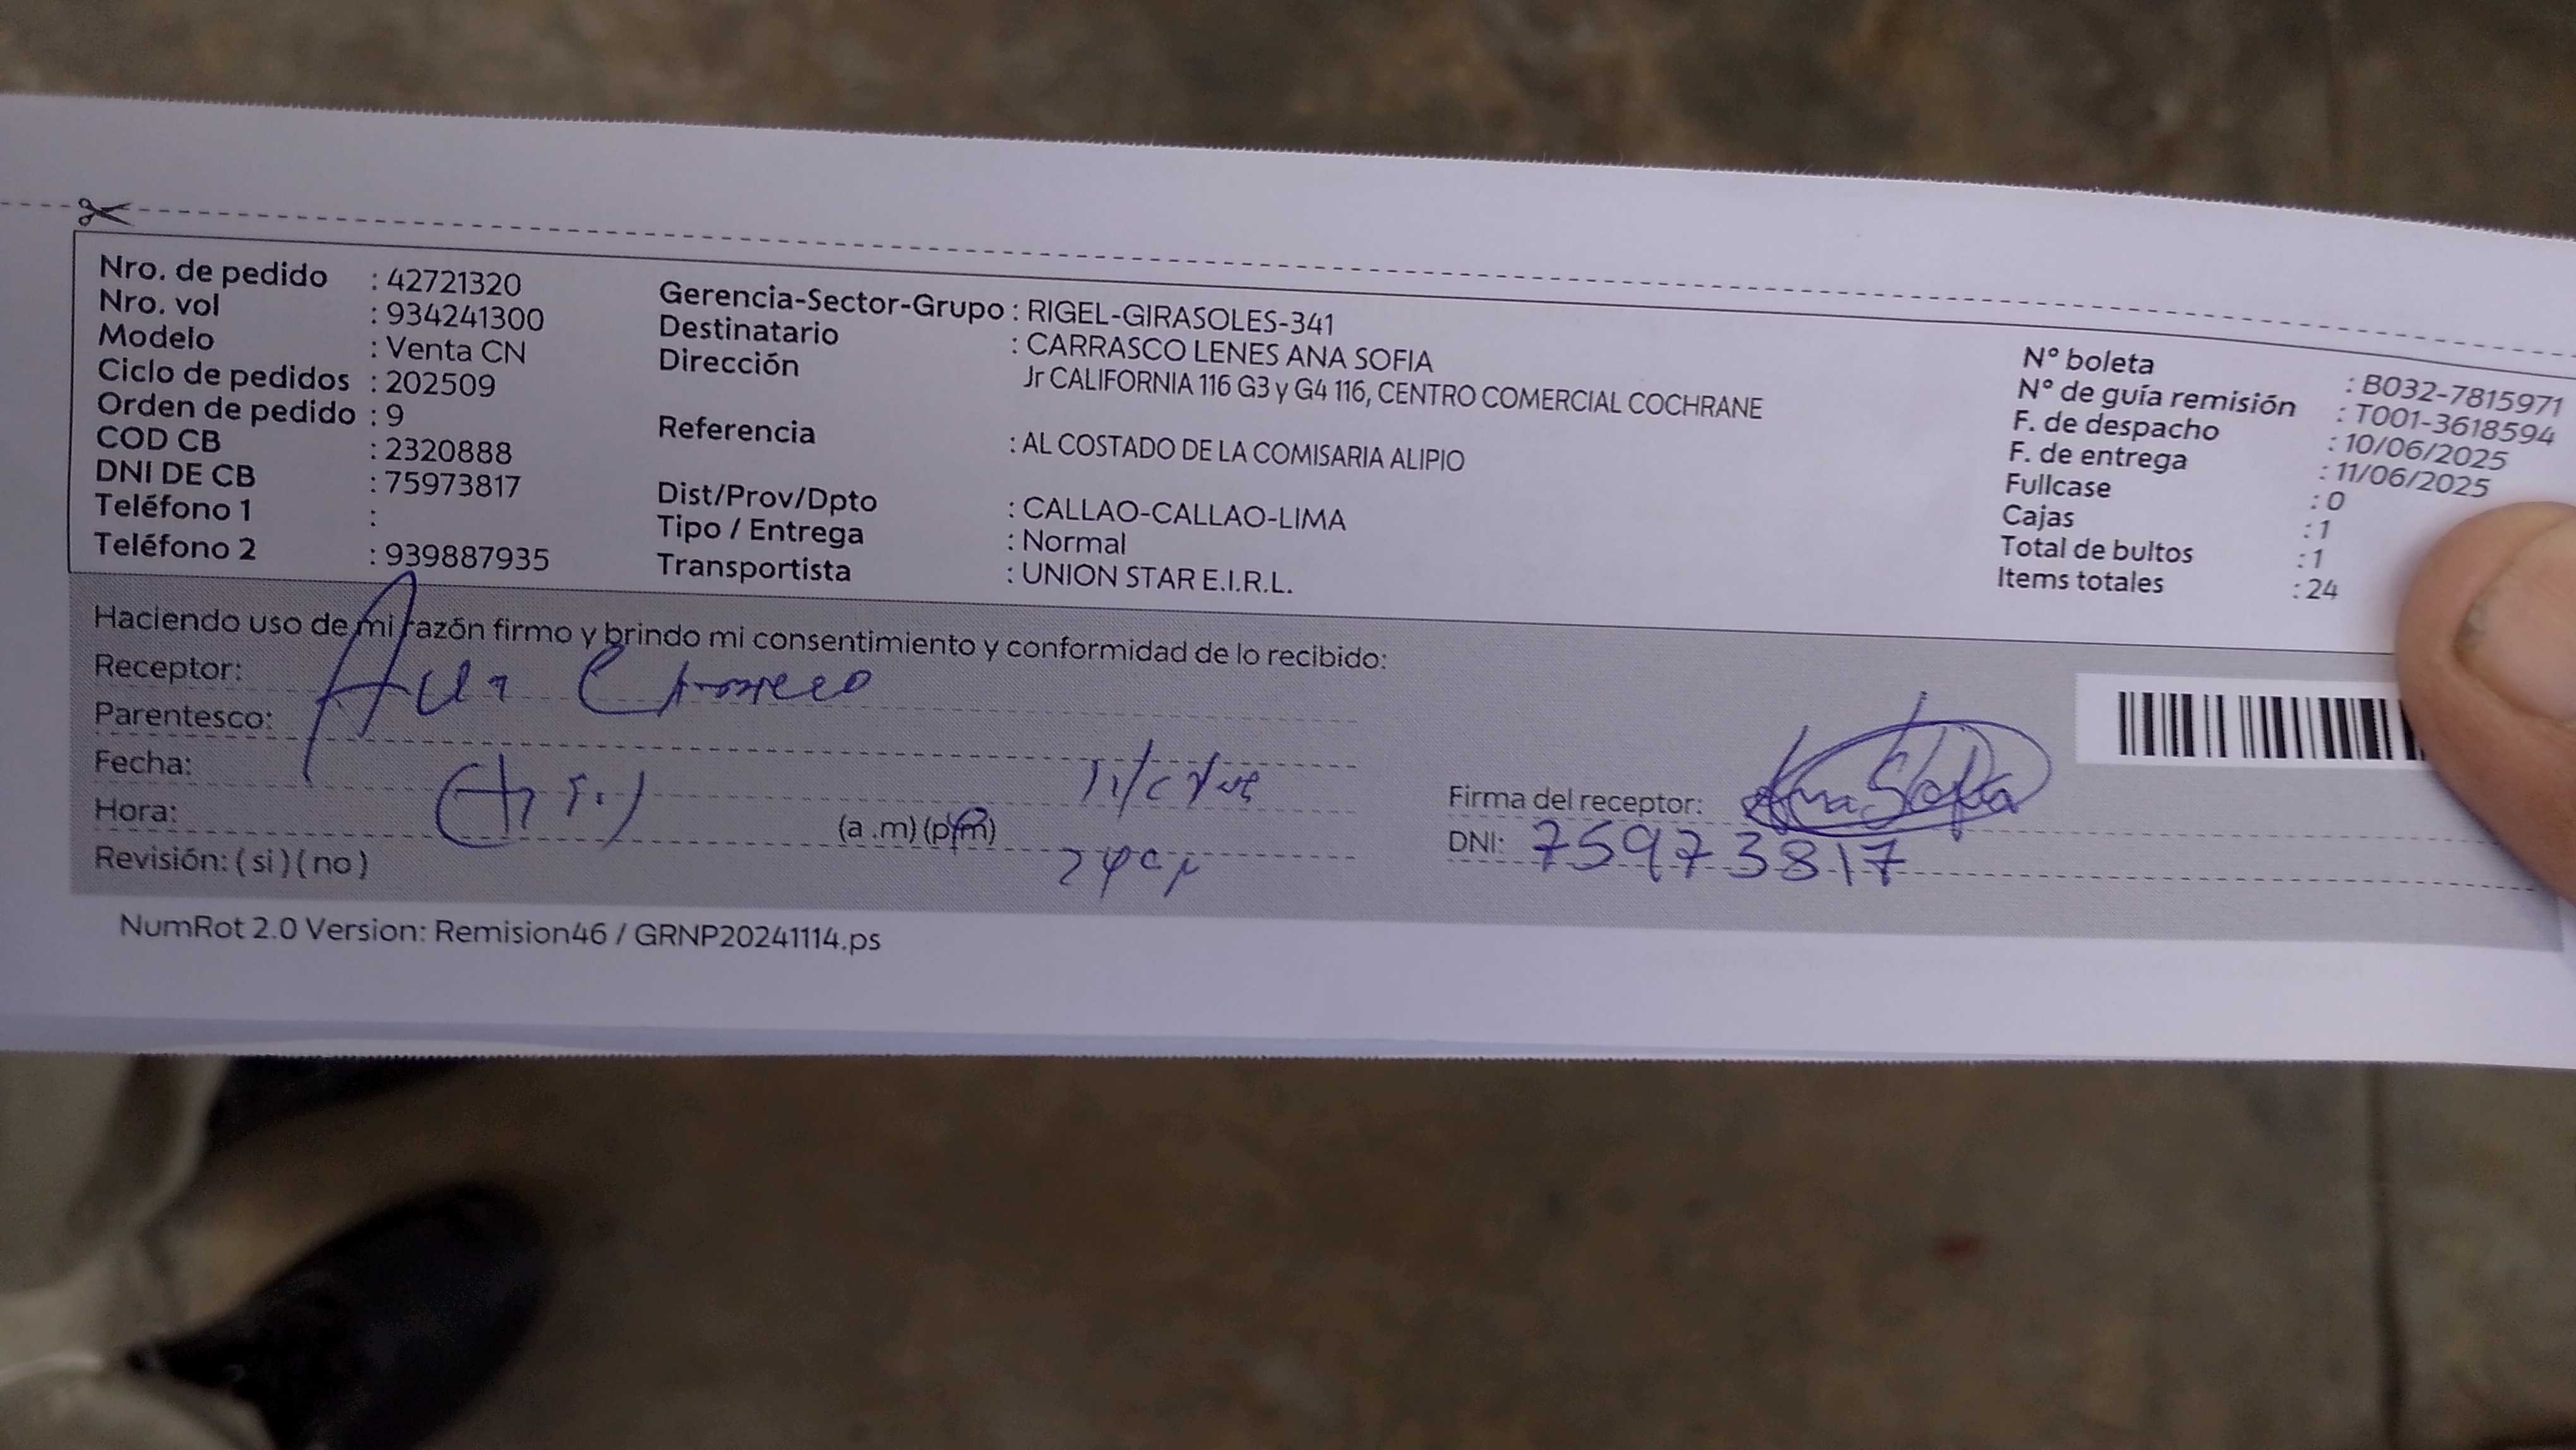 Nro. de pedido : 42721320
Nro. vol : 934241300
Modelo : Venta CN
Ciclo de pedidos : 202509
Orden de pedido : 9
COD CB : 2320888
DNI DE CB : 75973817
Teléfono 1 :
Teléfono 2 : 939887935
Gerencia-Sector-Grupo : RIGEL-GIRASOLES-341
Destinatario : CARRASCO LENES ANA SOFIA
Dirección Jr CALIFORNIA 116 G3 y G4 116, CENTRO COMERCIAL COCHRANE
Referencia : AL COSTADO DE LA COMISARIA ALIPIO
Dist/Prov/Dpto : CALLAO-CALLAO-LIMA
Tipo / Entrega : Normal
Transportista : UNION STAR E.I.R.L.
N° boleta : B032-7815971
N° de guía remisión : T001-3618594
F. de despacho : 10/06/2025
F. de entrega : 11/06/2025
Fullcase : 0
Cajas : 1
Total de bultos : 1
Items totales : 24
Haciendo uso de mi razón firmo y brindo mi consentimiento y conformidad de lo recibido:
Receptor: Ana Carrasco
Parentesco:
Fecha:
Hora: (a .m) (p.m)
Revisión: ( si ) ( no )
Firma del receptor: Ana Sofia
DNI: 75973817
NumRot 2.0 Version: Remision46 / GRNP20241114.ps